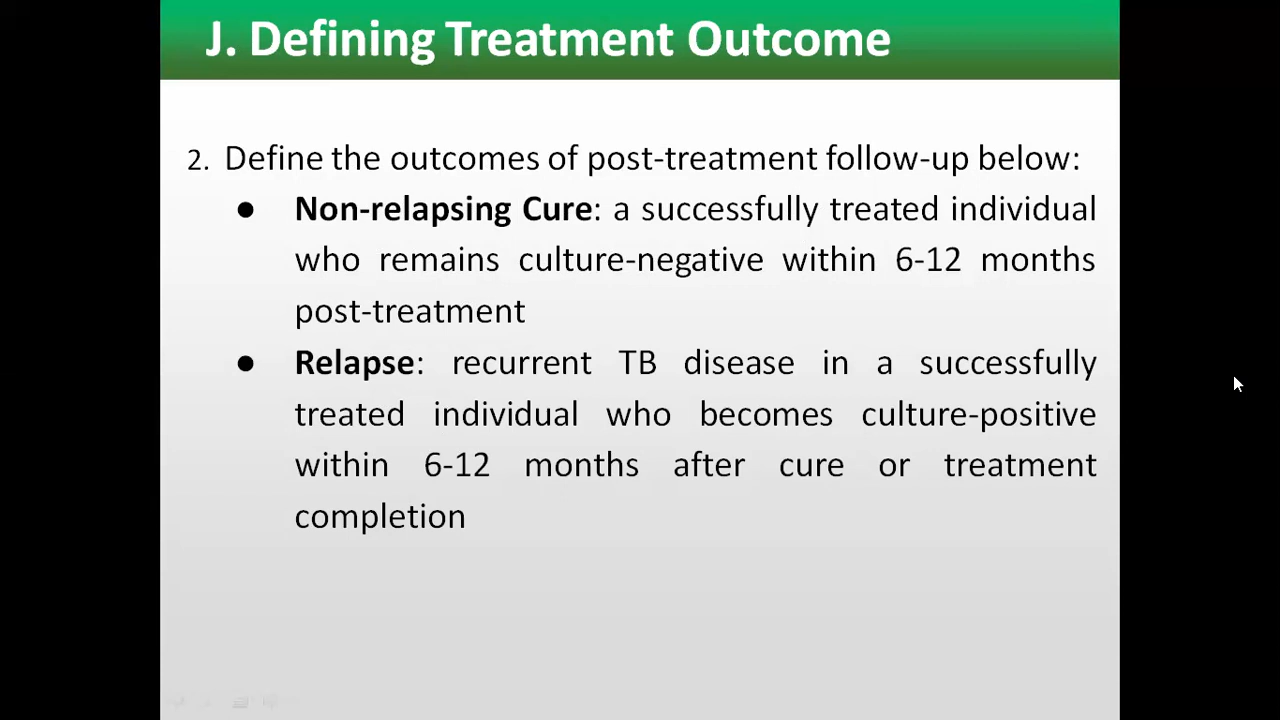 J. Defining Treatment Outcome
2. Define the outcomes of post-treatment follow-up below:
● Non-relapsing Cure: a successfully treated individual
who remains culture-negative within 6-12 months
post-treatment
● Relapse: recurrent TB disease in a successfully
treated individual who becomes culture-positive
within 6-12 months after cure or treatment
completion